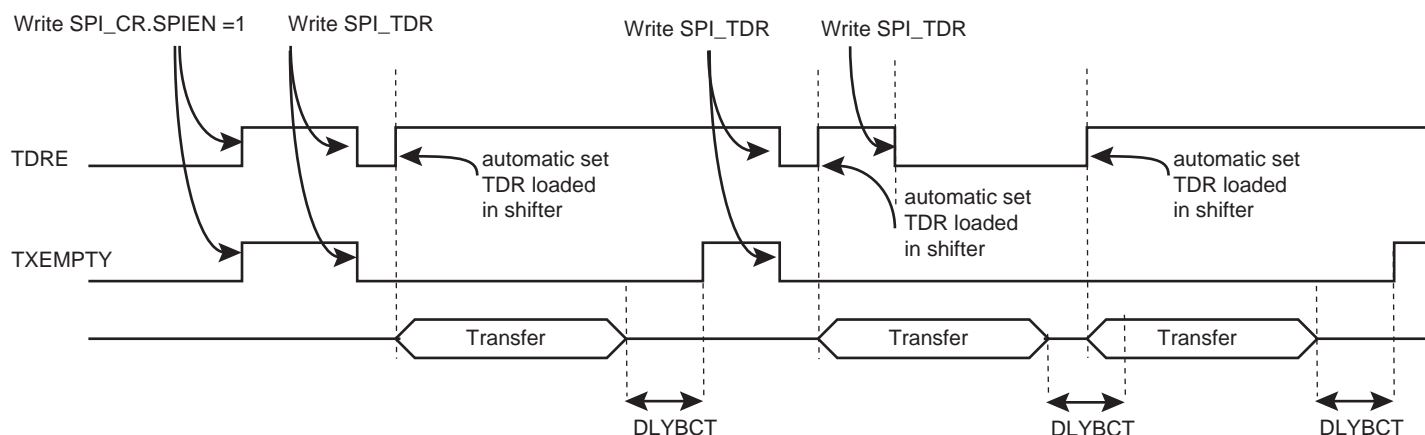 Write SPI_CR.SPIEN =1
Write SPI_TDR
Write SPI_TDR
Write SPI_TDR
TDRE
automatic set
TDR loaded
in shifter
automatic set
TDR loaded
in shifter
automatic set
TDR loaded
in shifter
TXEMPTY
Transfer
Transfer
Transfer
DLYBCT
DLYBCT
DLYBCT